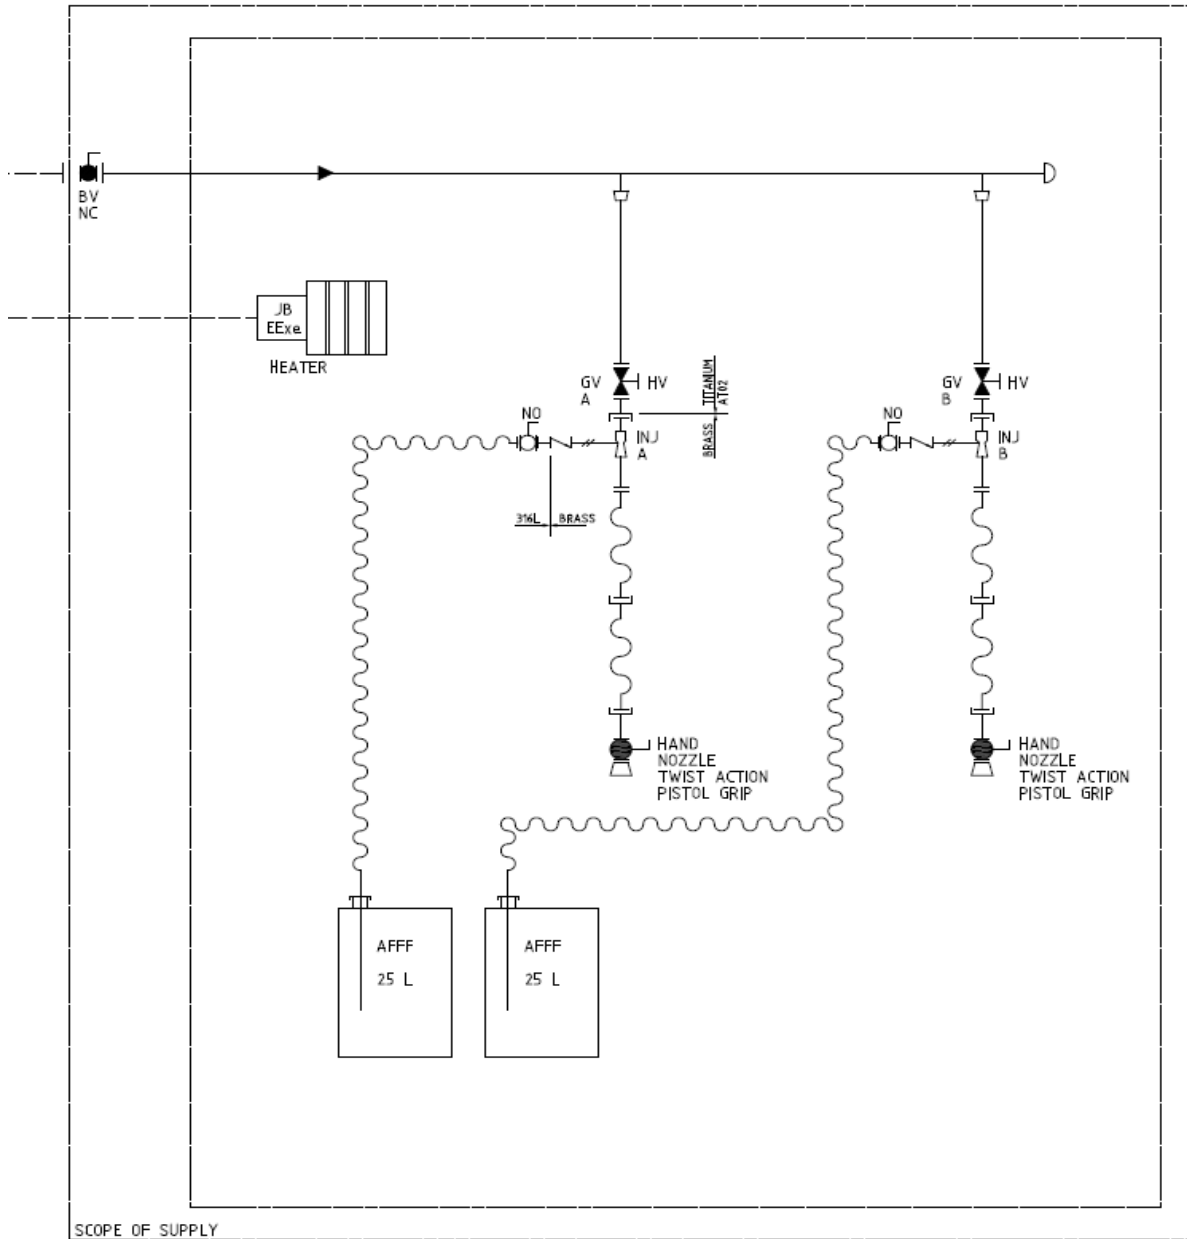 BV
NC
JB
EExe
HEATER
GV
A
HV
TITANIUM
AT02
BRASS
NO
INJ
A
316L
BRASS
GV
B
HV
NO
INJ
B
HAND
NOZZLE
TWIST ACTION
PISTOL GRIP
HAND
NOZZLE
TWIST ACTION
PISTOL GRIP
AFFF
25 L
AFFF
25 L
SCOPE OF SUPPLY